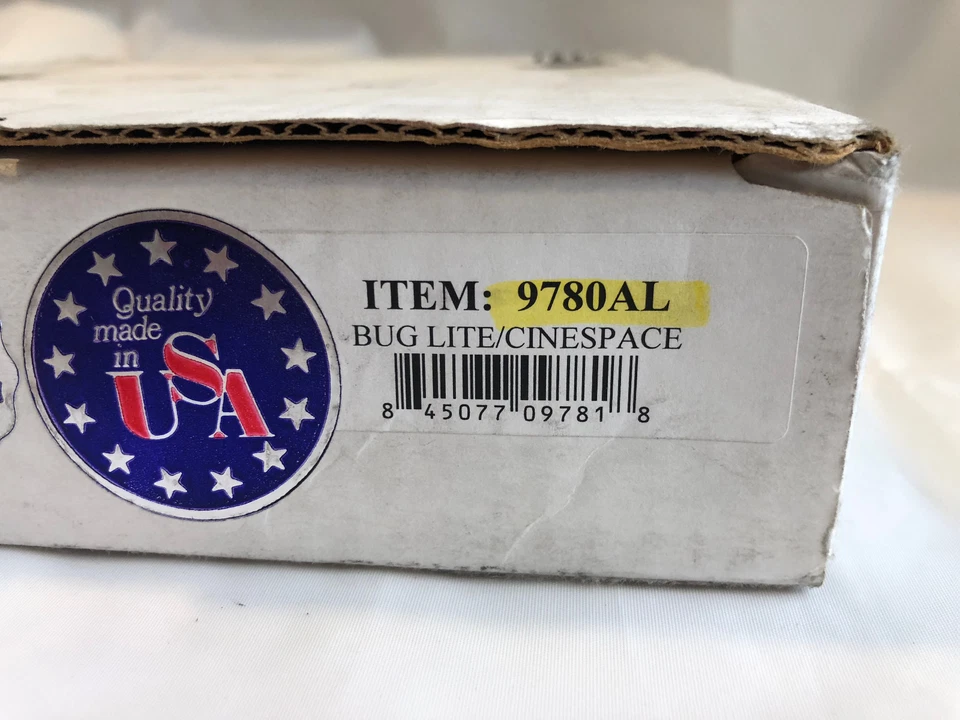 Quality
made
in
USA
ITEM: 9780AL
BUG LITE/CINESPACE
8 45077 09781 8